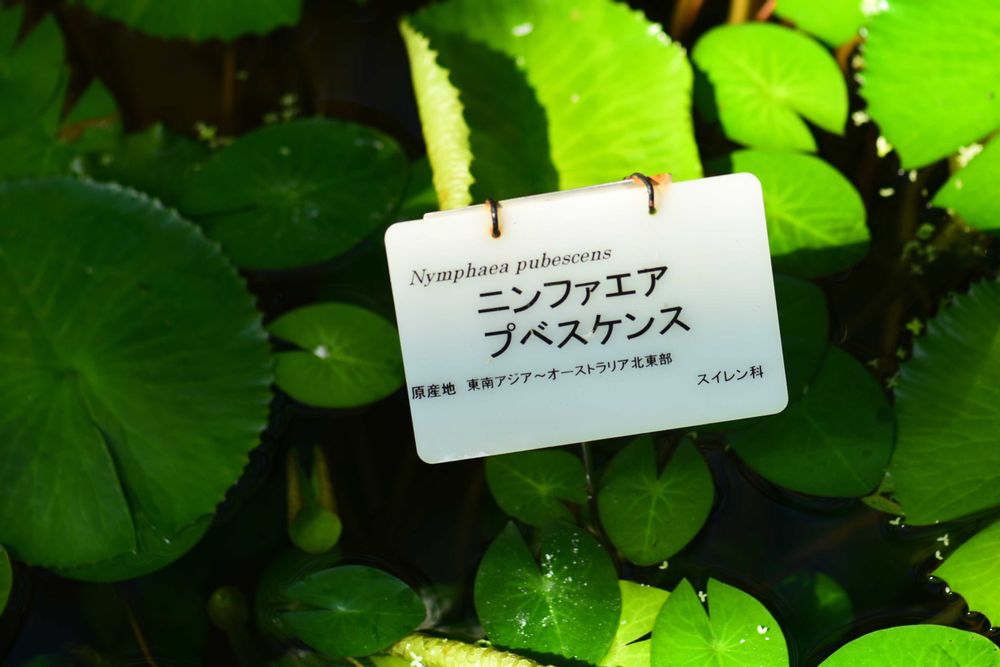 Nymphaea pubescens
ニンファエア
プベスケンス
原産地 東南アジア〜オーストラリア北東部
スイレン科